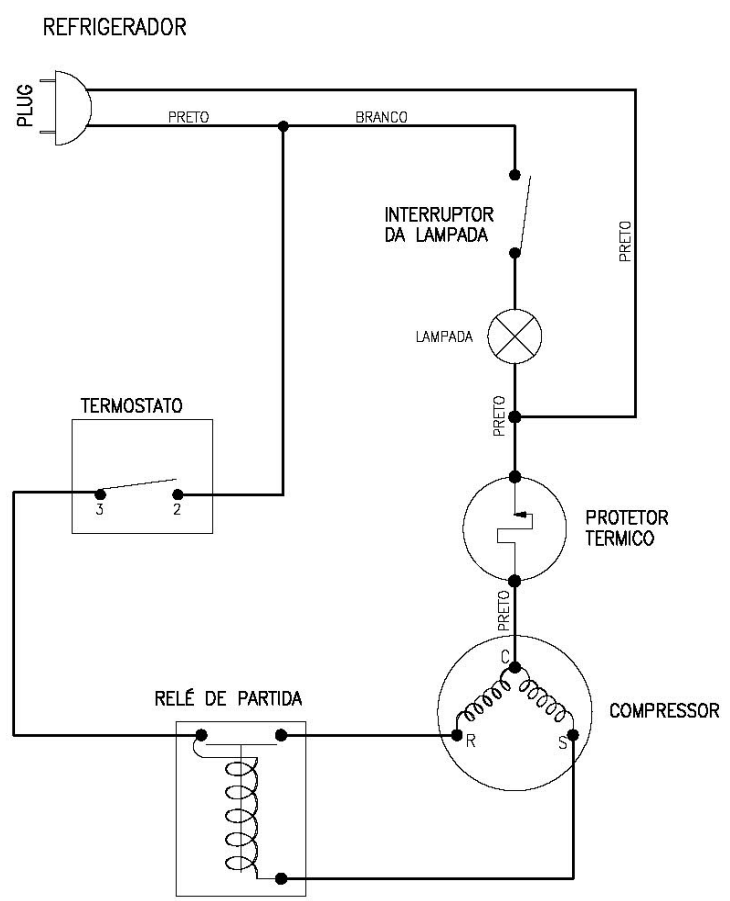 REFRIGERADOR
PLUG
PRETO
BRANCO
INTERRUPTOR
DA LAMPADA
PRETO
LAMPADA
TERMOSTATO
PRETO
3
2
PROTETOR
TERMICO
PRETO
C
RELÉ DE PARTIDA
COMPRESSOR
R
S